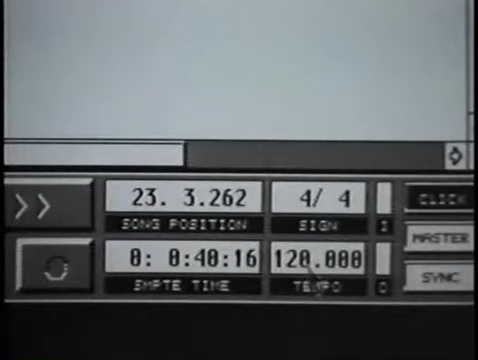 >>
23. 3.262
4/ 4
CLICK
SONG POSITION
SIGN
I
MASTER
0: 0:40:16
120.000
SYNC
SMPTE TIME
TEMPO
O